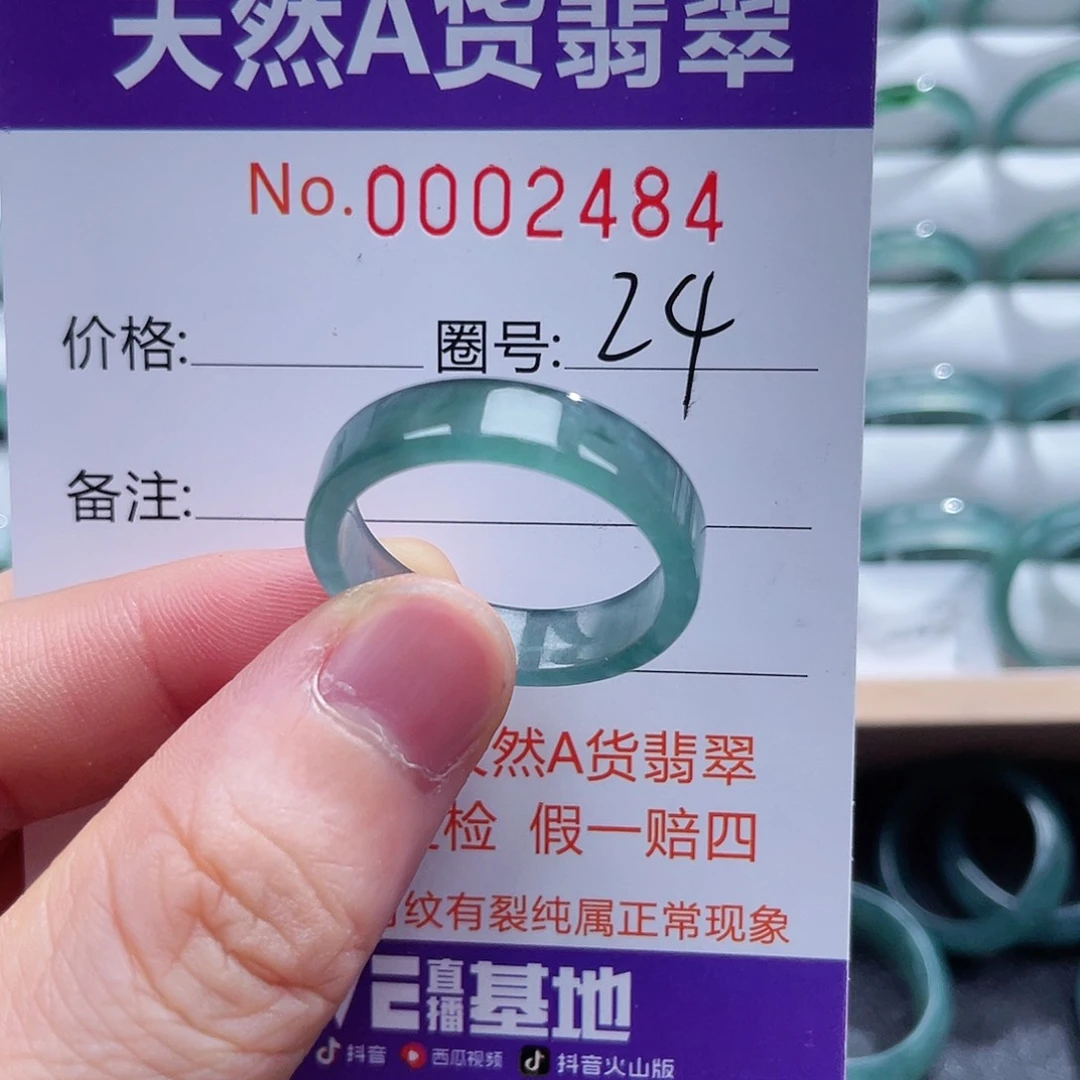 天然A货翡翠
No.0002484
价格: 圈号: 24
备注:
然A货翡翠
检 假一赔四
纹有裂纯属正常现象
VE直播基地
抖音 西瓜视频 抖音火山版